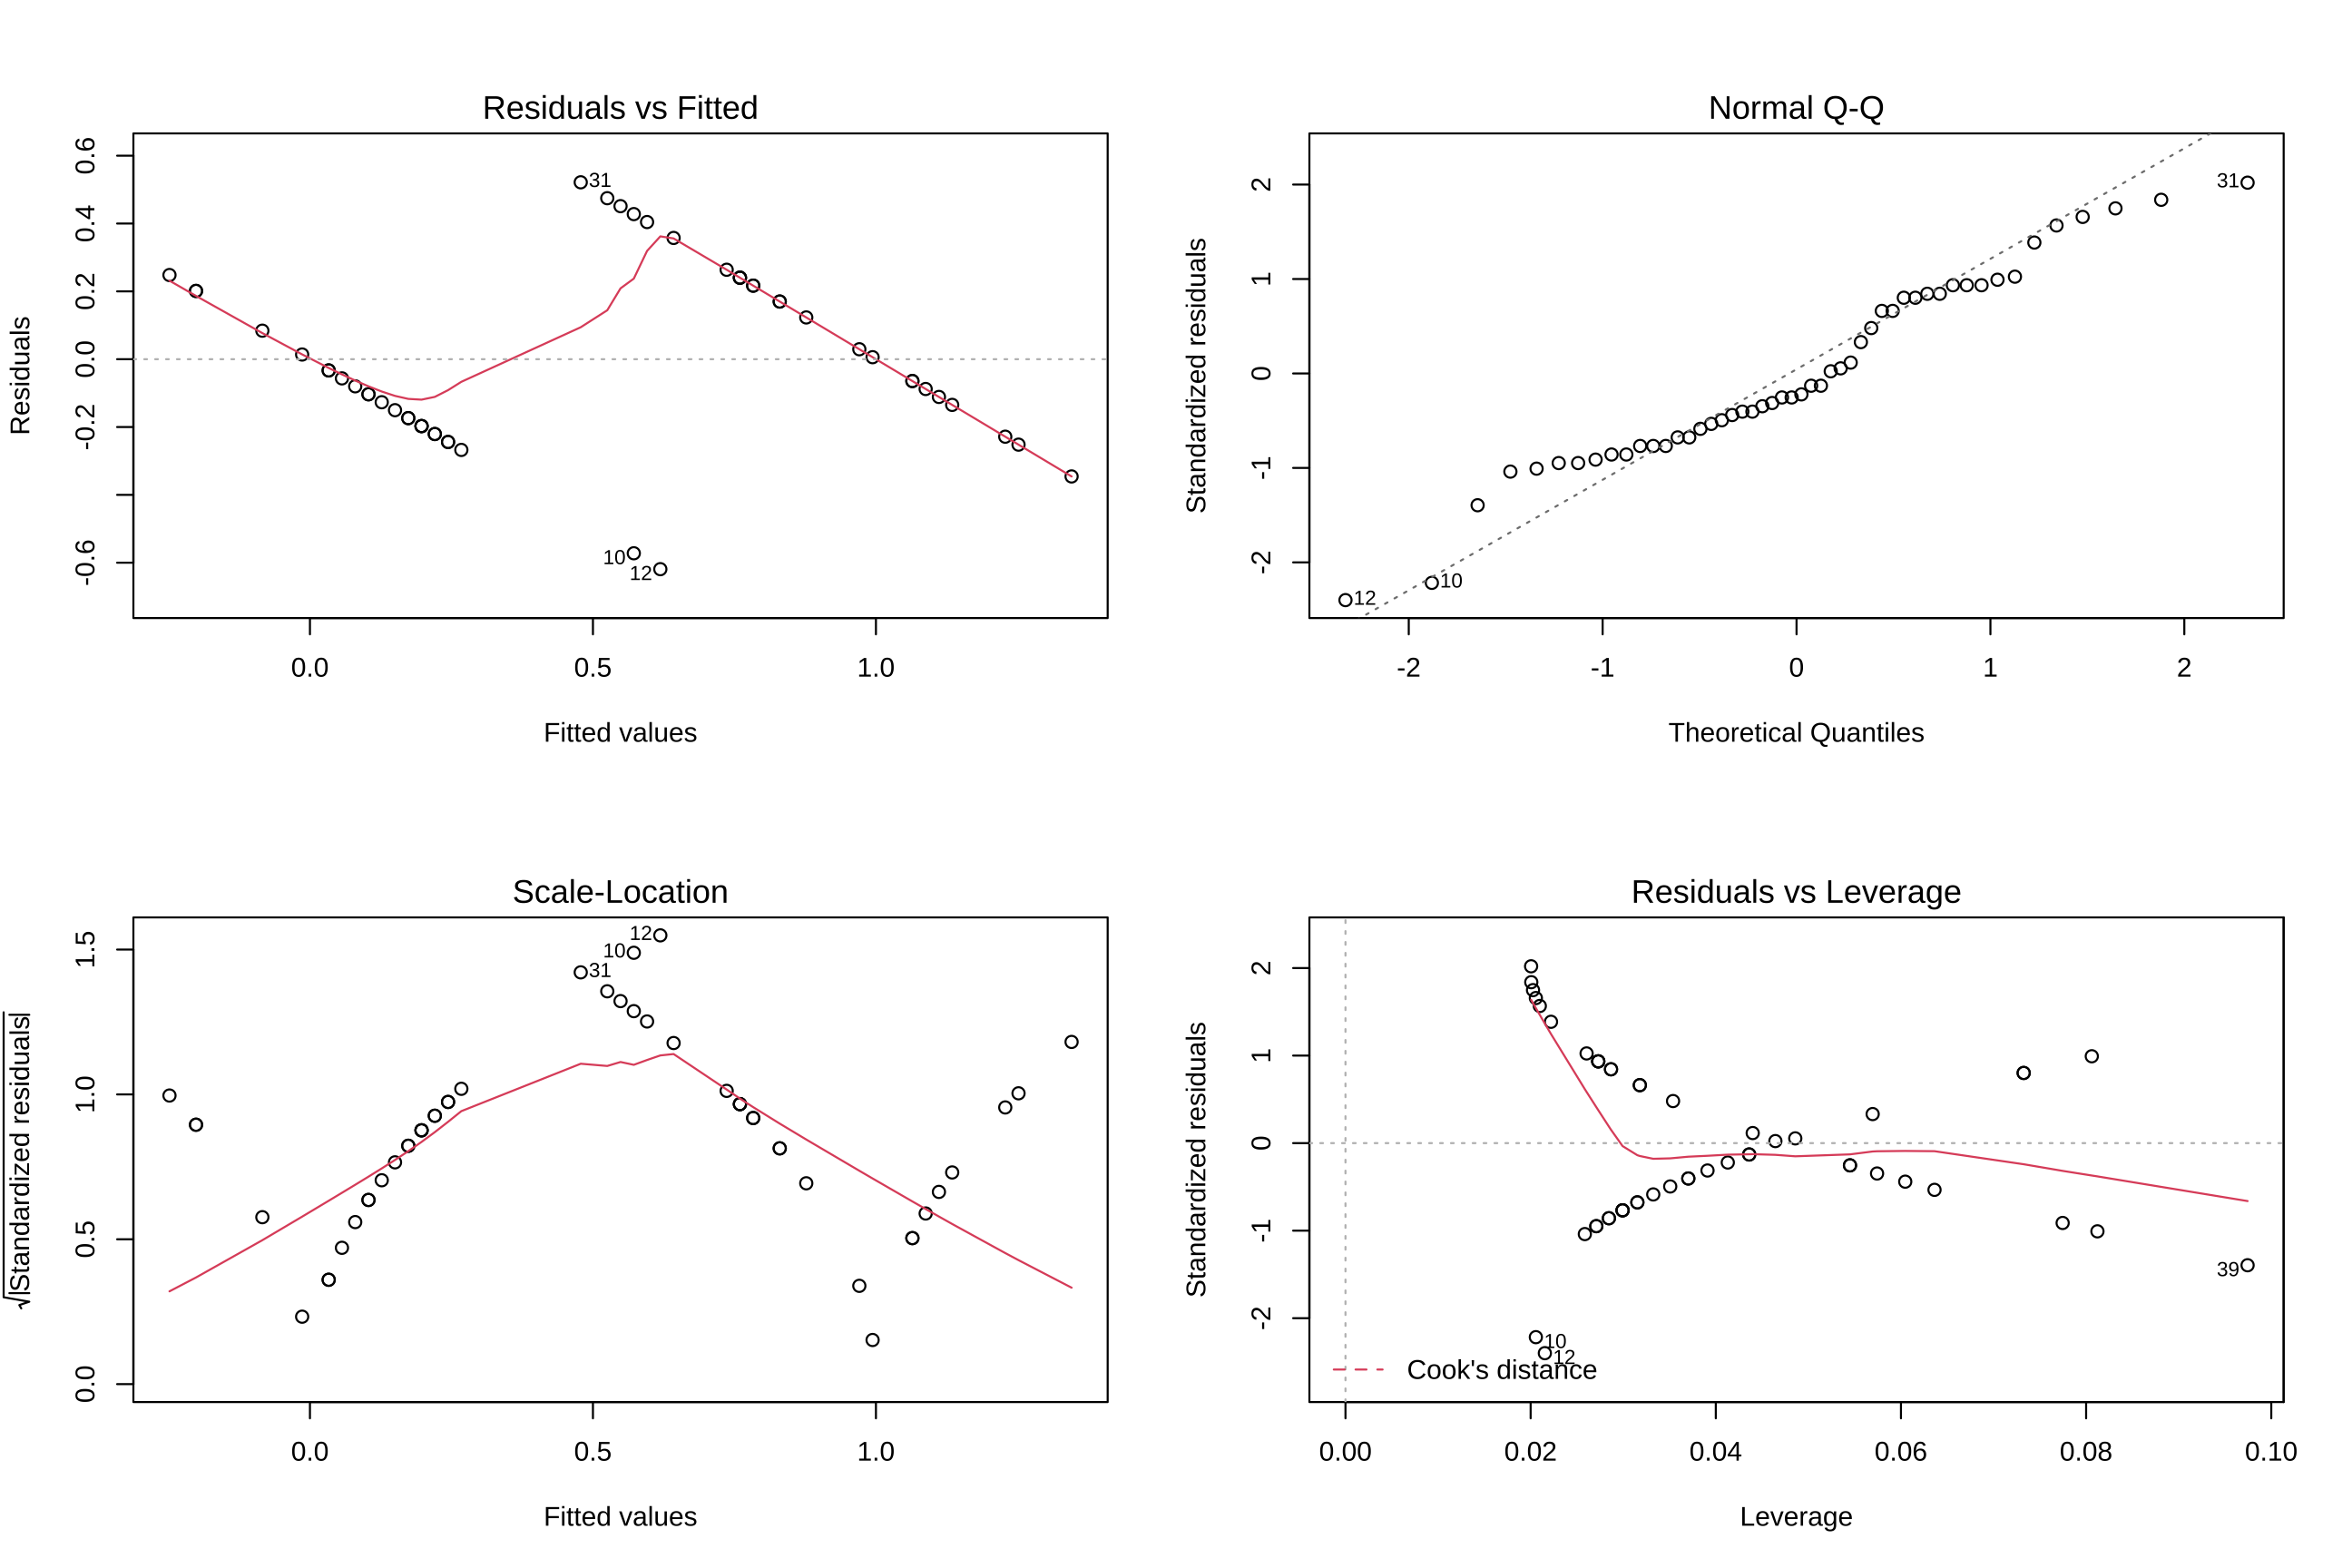 Residuals vs Fitted
Residuals
0.6
0.4
0.2
0.0
-0.2
-0.6
31
10
12
0.0 0.5 1.0
Fitted values
Normal Q-Q
Standardized residuals
2
1
0
-1
-2
31
10
12
-2 -1 0 1 2
Theoretical Quantiles
Scale-Location
√|Standardized residuals|
1.5
1.0
0.5
0.0
12
10
31
0.0 0.5 1.0
Fitted values
Residuals vs Leverage
Standardized residuals
2
1
0
-1
-2
39
10
12
Cook's distance
0.00 0.02 0.04 0.06 0.08 0.10
Leverage